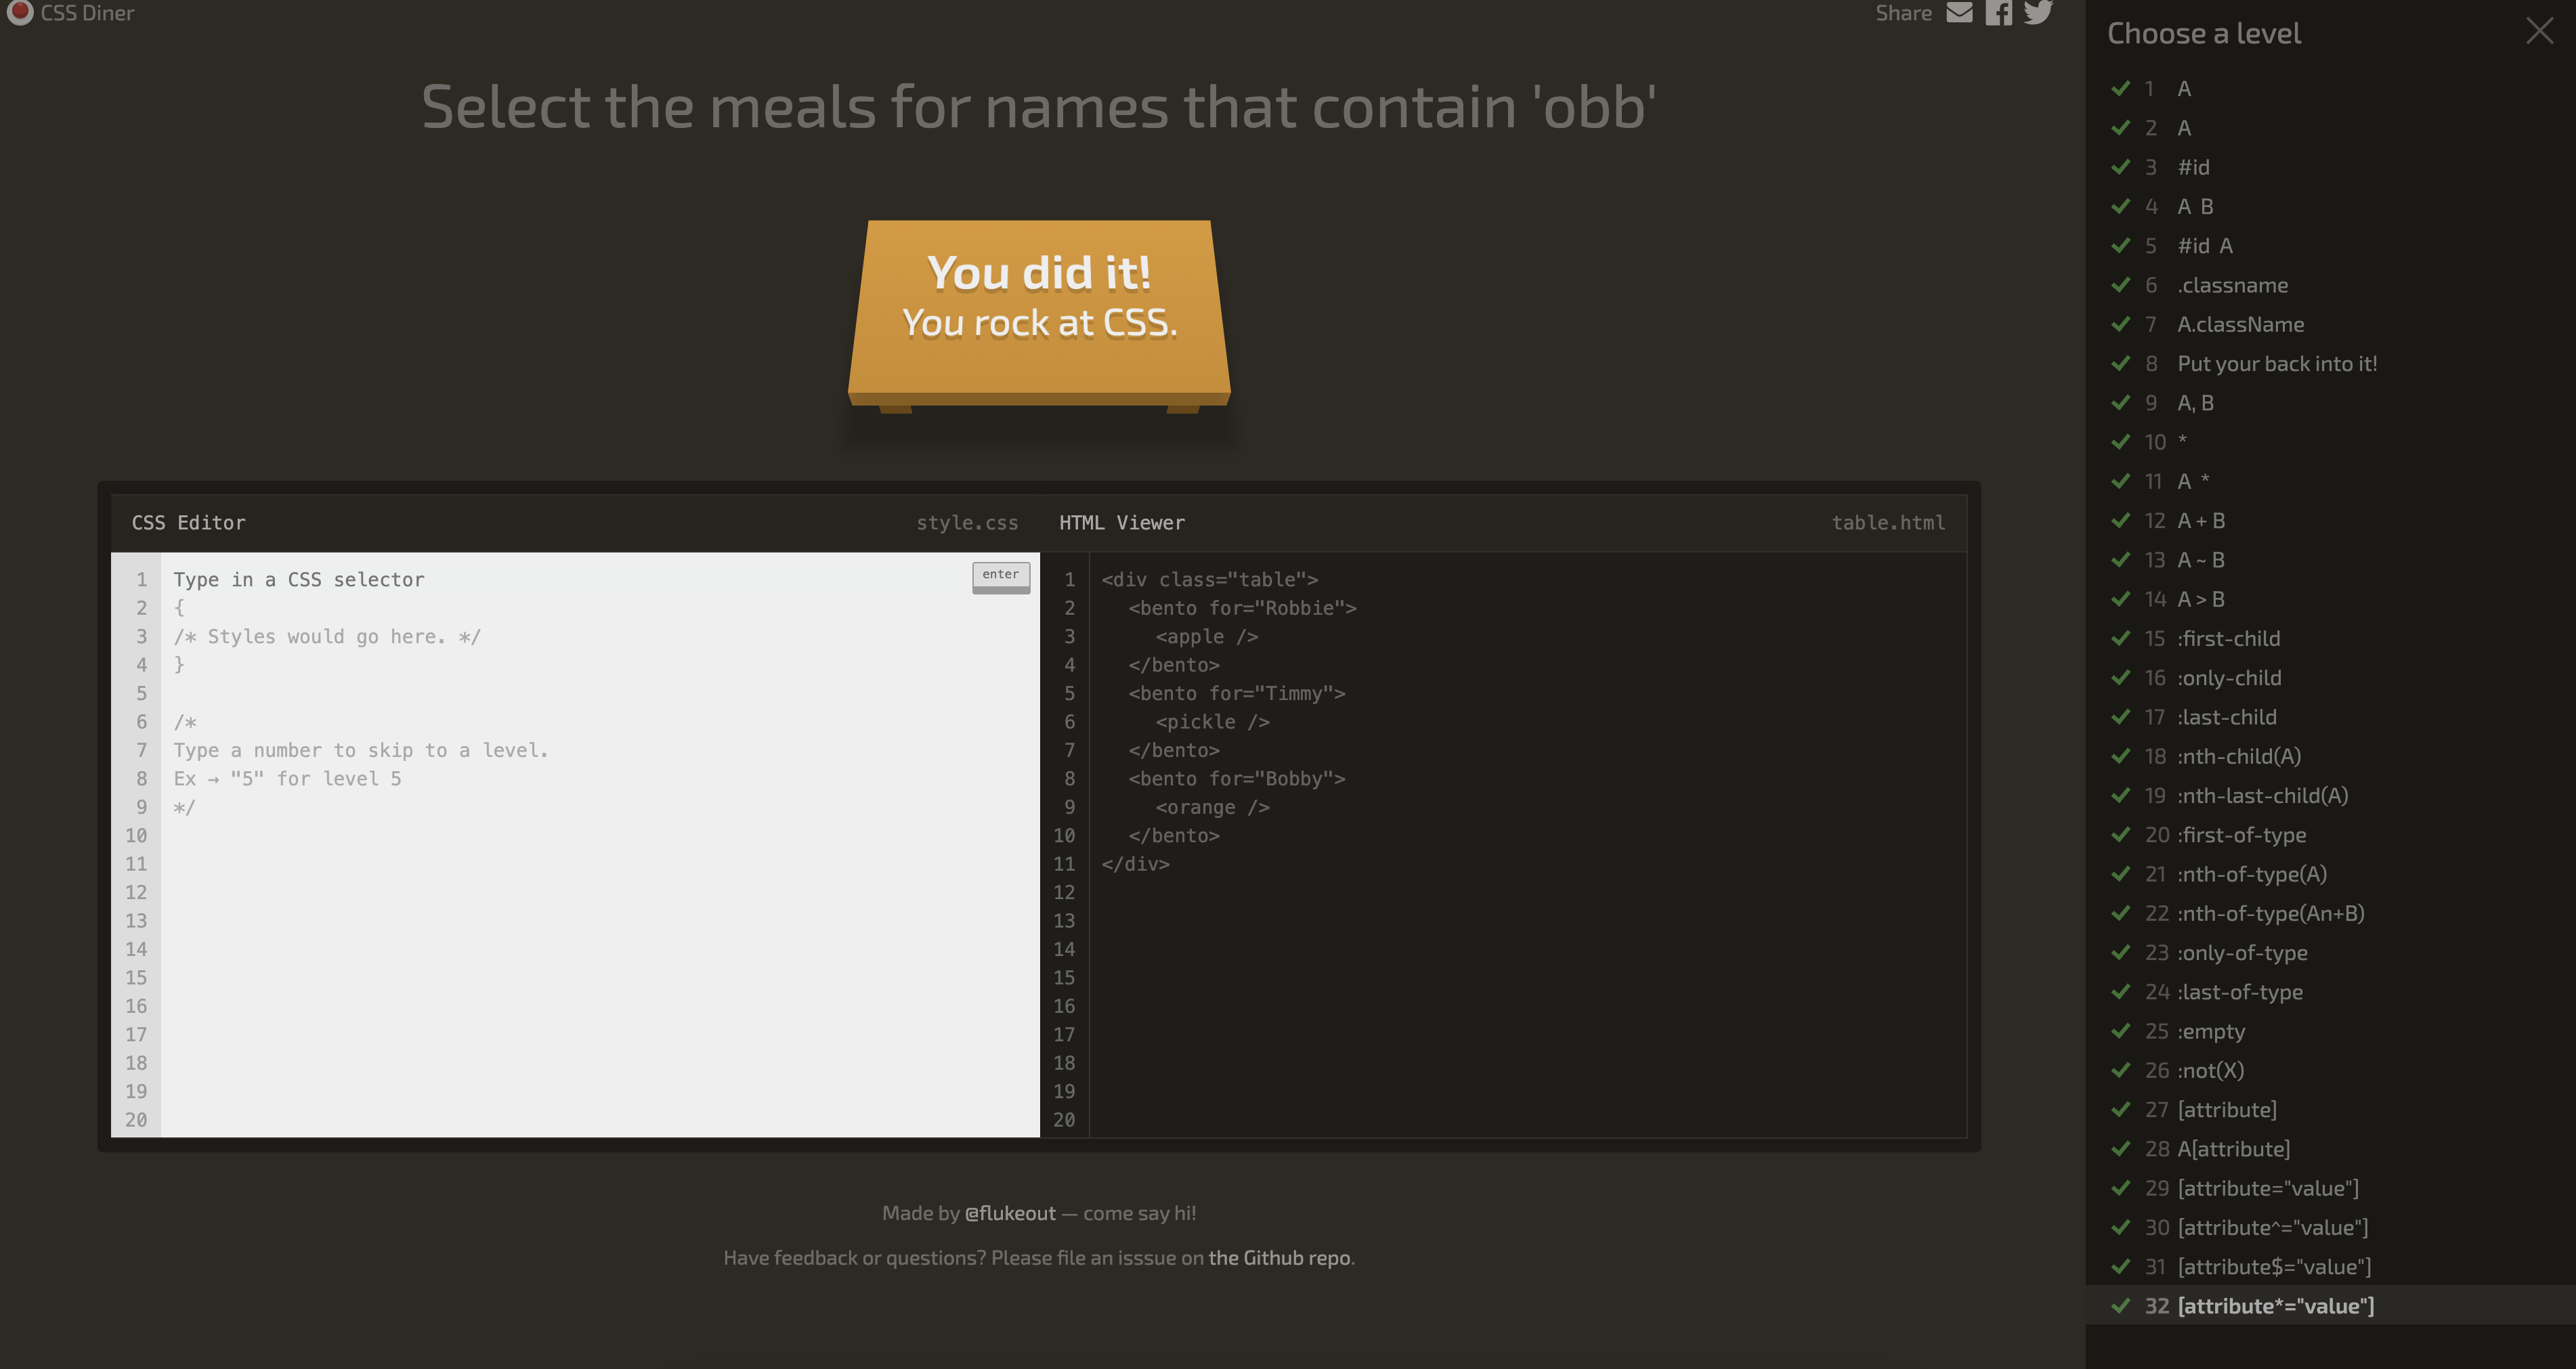 CSS Diner
Share
Select the meals for names that contain 'obb'
You did it!
You rock at CSS.
CSS Editor style.css
1 Type in a CSS selector enter
2 {
3 /* Styles would go here. */
4 }
5
6 /*
7 Type a number to skip to a level.
8 Ex → "5" for level 5
9 */
10
11
12
13
14
15
16
17
18
19
20
HTML Viewer table.html
1 <div class="table">
2 <bento for="Robbie">
3 <apple />
4 </bento>
5 <bento for="Timmy">
6 <pickle />
7 </bento>
8 <bento for="Bobby">
9 <orange />
10 </bento>
11 </div>
12
13
14
15
16
17
18
19
20
Made by @flukeout — come say hi!
Have feedback or questions? Please file an isssue on the Github repo.
Choose a level
1 A
2 A
3 #id
4 A B
5 #id A
6 .classname
7 A.className
8 Put your back into it!
9 A, B
10 *
11 A *
12 A + B
13 A ~ B
14 A > B
15 :first-child
16 :only-child
17 :last-child
18 :nth-child(A)
19 :nth-last-child(A)
20 :first-of-type
21 :nth-of-type(A)
22 :nth-of-type(An+B)
23 :only-of-type
24 :last-of-type
25 :empty
26 :not(X)
27 [attribute]
28 A[attribute]
29 [attribute="value"]
30 [attribute^="value"]
31 [attribute$="value"]
32 [attribute*="value"]